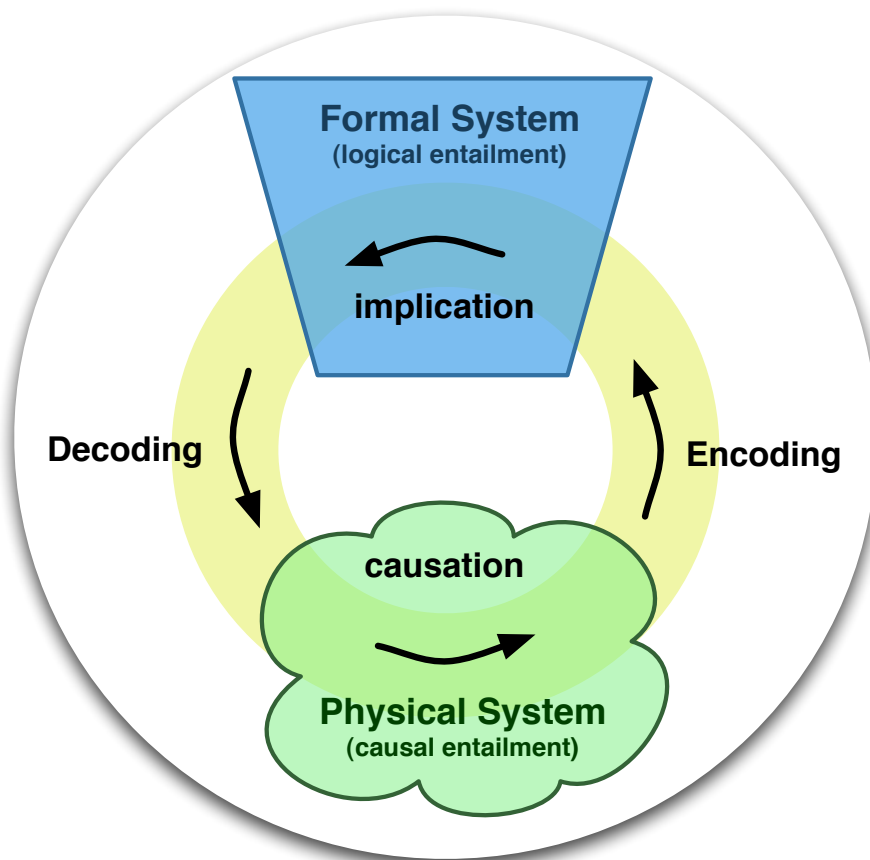 Formal System
(logical entailment)
implication
Decoding
Encoding
causation
Physical System
(causal entailment)